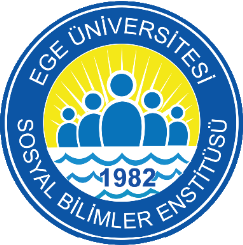 EGE ÜNİVERSİTESİ
1982
SOSYAL BİLİMLER ENSTİTÜSÜ